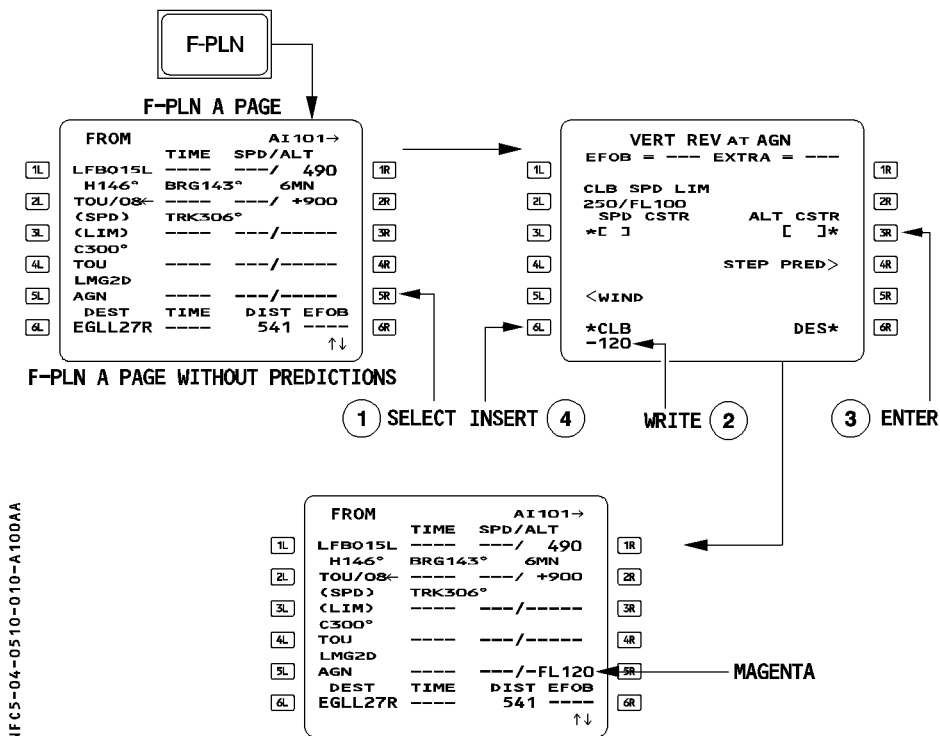 F-PLN
F-PLN A PAGE
FROM AI101→
TIME SPD/ALT
1L LFBO15L ---- ---/ 490 1R
H146° BRG143° 6MN
2L TOU/08← ---- ---/ +900 2R
(SPD) TRK306°
3L (LIM) ---- ---/----- 3R
C300°
4L TOU ---- ---/----- 4R
LMG2D
5L AGN ---- ---/----- 5R
DEST TIME DIST EFOB
6L EGLL27R ---- 541 ---- 6R
↑↓
F-PLN A PAGE WITHOUT PREDICTIONS
VERT REV AT AGN
EFOB = --- EXTRA = ---
1L 1R
CLB SPD LIM
2L 250/FL100 2R
SPD CSTR ALT CSTR
3L *[ ] [ ]* 3R
4L STEP PRED> 4R
5L <WIND 5R
6L *CLB DES* 6R
-120
1 SELECT INSERT 4 WRITE 2 3 ENTER
FROM AI101→
TIME SPD/ALT
1L LFBO15L ---- ---/ 490 1R
H146° BRG143° 6MN
2L TOU/08← ---- ---/ +900 2R
(SPD) TRK306°
3L (LIM) ---- ---/----- 3R
C300°
4L TOU ---- ---/----- 4R
LMG2D
5L AGN ---- ---/-FL120 5R MAGENTA
DEST TIME DIST EFOB
6L EGLL27R ---- 541 ---- 6R
↑↓
NFC5-04-0510-010-A100AA